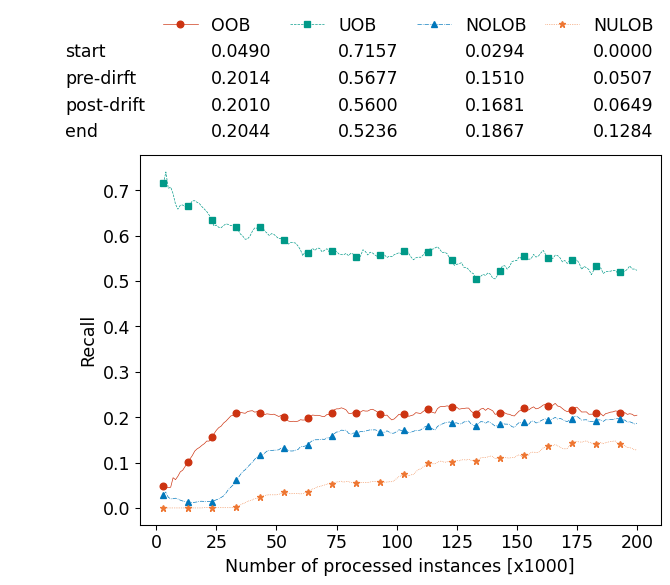 OOB UOB NOLOB NULOB
start 0.0490 0.7157 0.0294 0.0000
pre-dirft 0.2014 0.5677 0.1510 0.0507
post-drift 0.2010 0.5600 0.1681 0.0649
end 0.2044 0.5236 0.1867 0.1284
0.7
0.6
0.5
0.4
0.3
0.2
0.1
0.0
Recall
0 25 50 75 100 125 150 175 200
Number of processed instances [x1000]